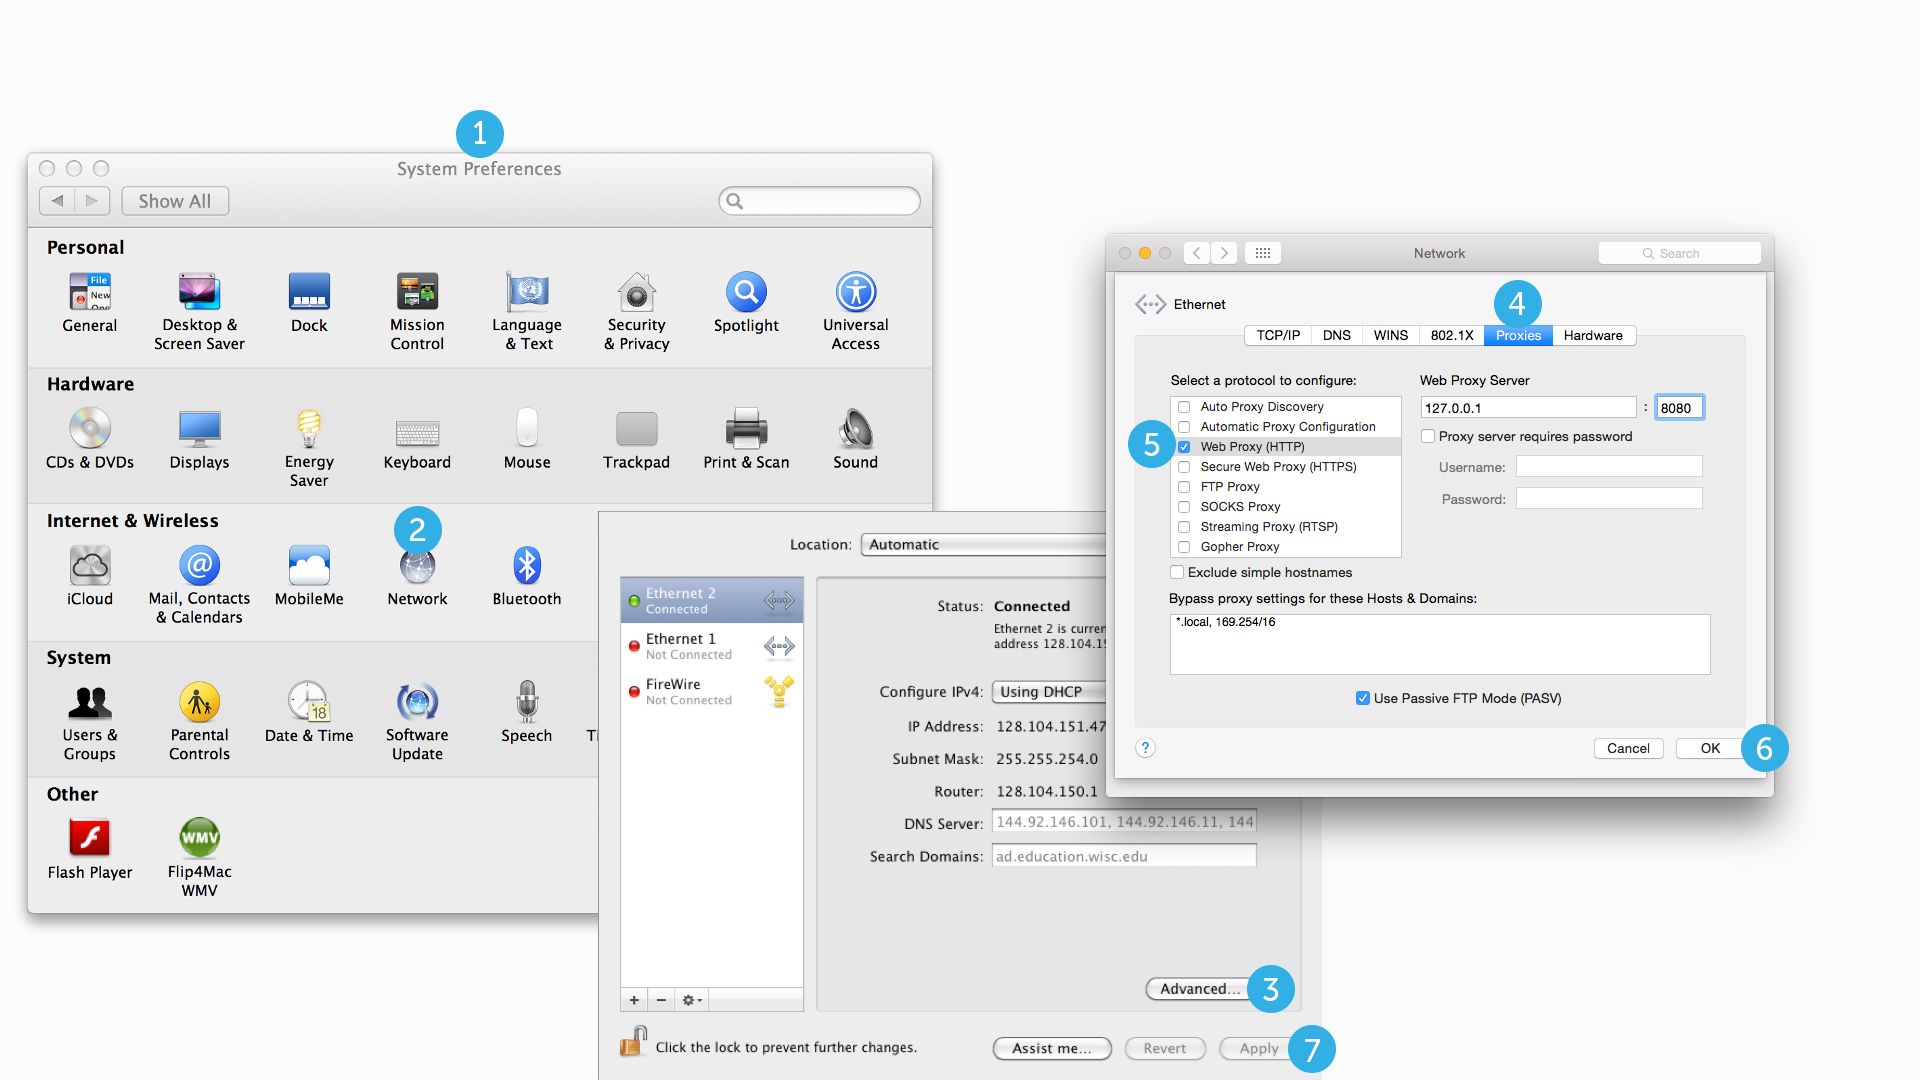 1
System Preferences
Show All
Personal
File
New
General
Desktop &
Screen Saver
Dock
Mission
Control
Language
& Text
Security
& Privacy
Spotlight
Universal
Access
Hardware
CDs & DVDs
Displays
Energy
Saver
Keyboard
Mouse
Trackpad
Print & Scan
Sound
Internet & Wireless
2
iCloud
@
Mail, Contacts
& Calendars
MobileMe
Network
Bluetooth
System
Users &
Groups
Parental
Controls
18
Date & Time
Software
Update
Speech
Other
Flash Player
WMV
Flip4Mac
WMV
Location: Automatic
Ethernet 2
Connected
Ethernet 1
Not Connected
FireWire
Not Connected
Status: Connected
Ethernet 2 is curren
address 128.104.15
Configure IPv4: Using DHCP
IP Address: 128.104.151.47
Subnet Mask: 255.255.254.0
Router: 128.104.150.1
DNS Server: 144.92.146.101, 144.92.146.11, 144
Search Domains: ad.education.wisc.edu
Advanced... 3
Click the lock to prevent further changes.
Assist me... Revert Apply 7
Network
Search
Ethernet
4
TCP/IP DNS WINS 802.1X Proxies Hardware
Select a protocol to configure:
Auto Proxy Discovery
Automatic Proxy Configuration
5 Web Proxy (HTTP)
Secure Web Proxy (HTTPS)
FTP Proxy
SOCKS Proxy
Streaming Proxy (RTSP)
Gopher Proxy
Web Proxy Server
127.0.0.1 : 8080
Proxy server requires password
Username:
Password:
Exclude simple hostnames
Bypass proxy settings for these Hosts & Domains:
*.local, 169.254/16
Use Passive FTP Mode (PASV)
? Cancel OK 6